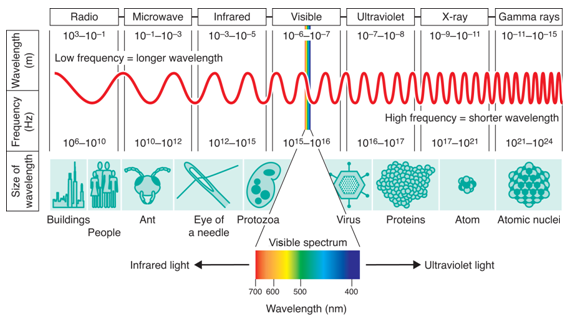 Radio Microwave Infrared Visible Ultraviolet X-ray Gamma rays
Wavelength (m)
10³–10⁻¹ 10⁻¹–10⁻³ 10⁻³–10⁻⁵ 10⁻⁶–10⁻⁷ 10⁻⁷–10⁻⁸ 10⁻⁹–10⁻¹¹ 10⁻¹¹–10⁻¹⁵
Low frequency = longer wavelength
High frequency = shorter wavelength
Frequency (Hz)
10⁶–10¹⁰ 10¹⁰–10¹² 10¹²–10¹⁵ 10¹⁵–10¹⁶ 10¹⁶–10¹⁷ 10¹⁷–10²¹ 10²¹–10²⁴
Size of wavelength
Buildings
People
Ant
Eye of
a needle
Protozoa
Virus
Proteins
Atom
Atomic nuclei
Visible spectrum
Infrared light
Ultraviolet light
700 600 500 400
Wavelength (nm)